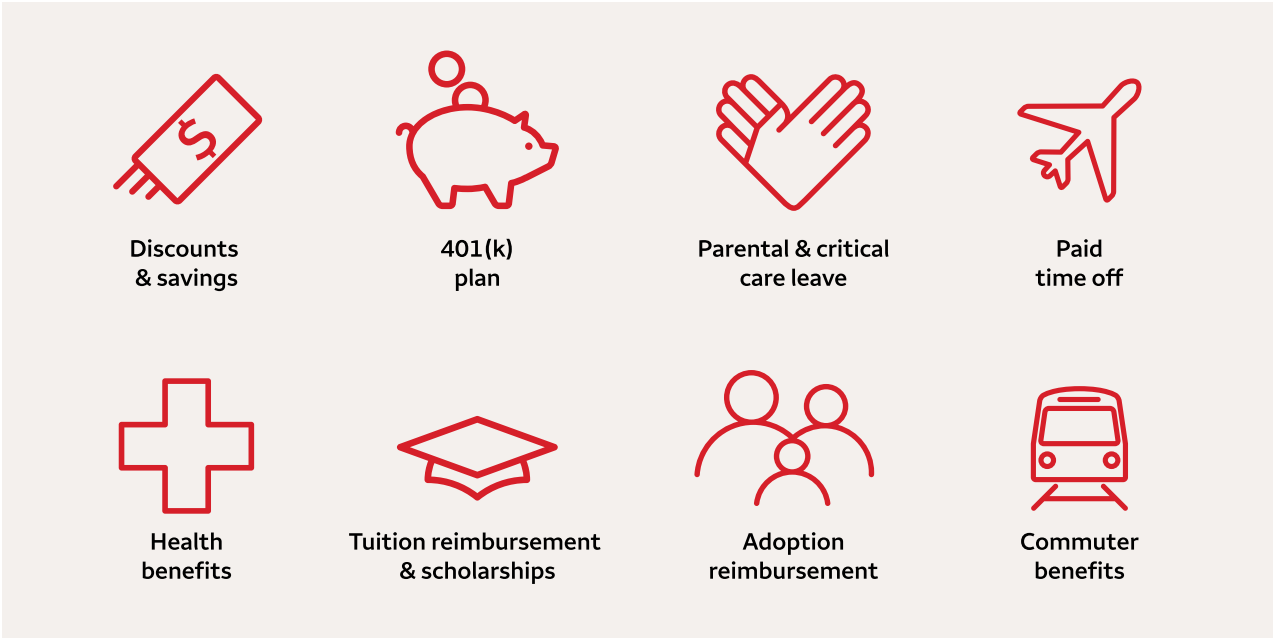 $
Discounts
& savings
401(k)
plan
Parental & critical
care leave
Paid
time off
Health
benefits
Tuition reimbursement
& scholarships
Adoption
reimbursement
Commuter
benefits